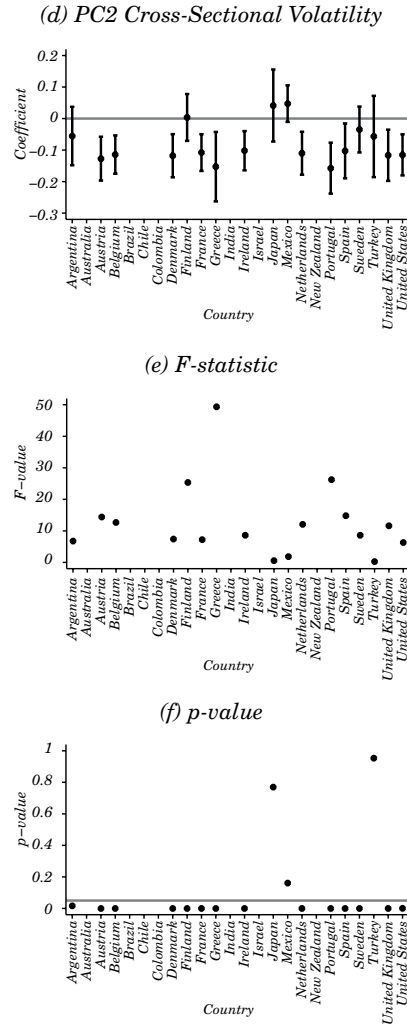 (d) PC2 Cross-Sectional Volatility
Coefficient
0.2
0.1
0
−0.1
−0.2
−0.3
Argentina
Australia
Austria
Belgium
Brazil
Chile
Colombia
Denmark
Finland
France
Greece
India
Ireland
Israel
Japan
Mexico
Netherlands
New Zealand
Portugal
Spain
Sweden
Turkey
United Kingdom
United States
Country
(e) F-statistic
F−value
50
40
30
20
10
0
Argentina
Australia
Austria
Belgium
Brazil
Chile
Colombia
Denmark
Finland
France
Greece
India
Ireland
Israel
Japan
Mexico
Netherlands
New Zealand
Portugal
Spain
Sweden
Turkey
United Kingdom
United States
Country
(f) p-value
p−value
1
0.8
0.6
0.4
0.2
0
Argentina
Australia
Austria
Belgium
Brazil
Chile
Colombia
Denmark
Finland
France
Greece
India
Ireland
Israel
Japan
Mexico
Netherlands
New Zealand
Portugal
Spain
Sweden
Turkey
United Kingdom
United States
Country